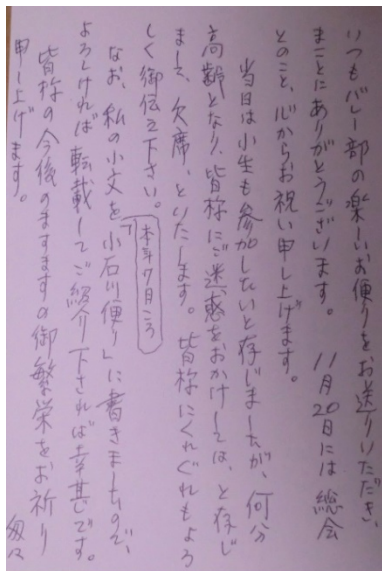 いつもバレー部の楽しいお便りをお送りいただき、
まことにありがとうございます。 11月20日には総会
とのこと、心からお祝い申し上げます。
当日は小生も参加したいと存じましたが、何分
高齢となり、皆様にご迷惑をおかけしては、と存じ
まして、欠席、といたします。皆様にくれぐれもよろ
しく御伝え下さい。
本年7月ころ
なお、私の小文を「小石川便り」に書きましたので、
よろしければ転載してご紹介下されば幸甚です。
皆様の今後のますますの御繁栄をお祈り
申し上げます。
匆々